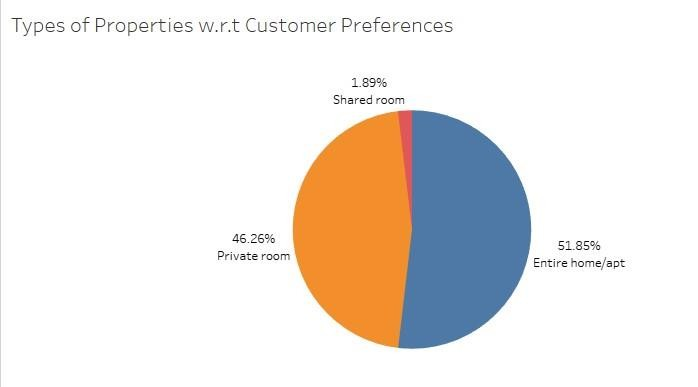 Types of Properties w.r.t Customer Preferences
1.89%
Shared room
46.26%
Private room
51.85%
Entire home/apt